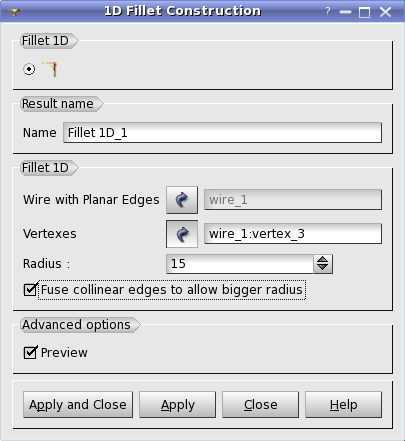 1D Fillet Construction ?
Fillet 1D
Result name
Name Fillet 1D_1
Fillet 1D
Wire with Planar Edges wire_1
Vertexes wire_1:vertex_3
Radius : 15
Fuse collinear edges to allow bigger radius
Advanced options
Preview
Apply and Close Apply Close Help